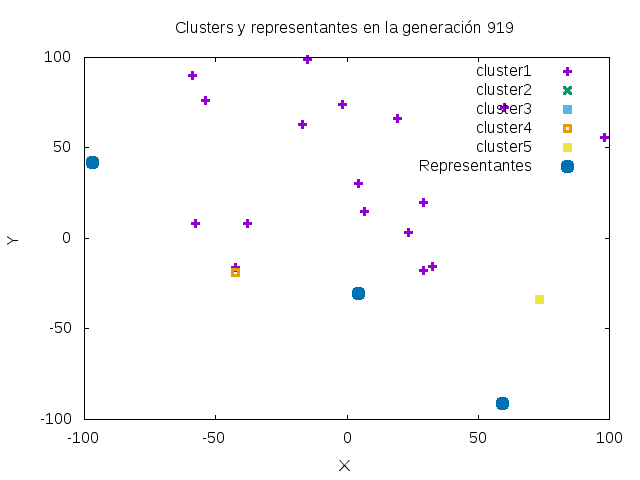 Clusters y representantes en la generación 919
100
50
0
-50
-100
-100
-50
0
50
100
Y
X
cluster1
cluster2
cluster3
cluster4
cluster5
Representantes